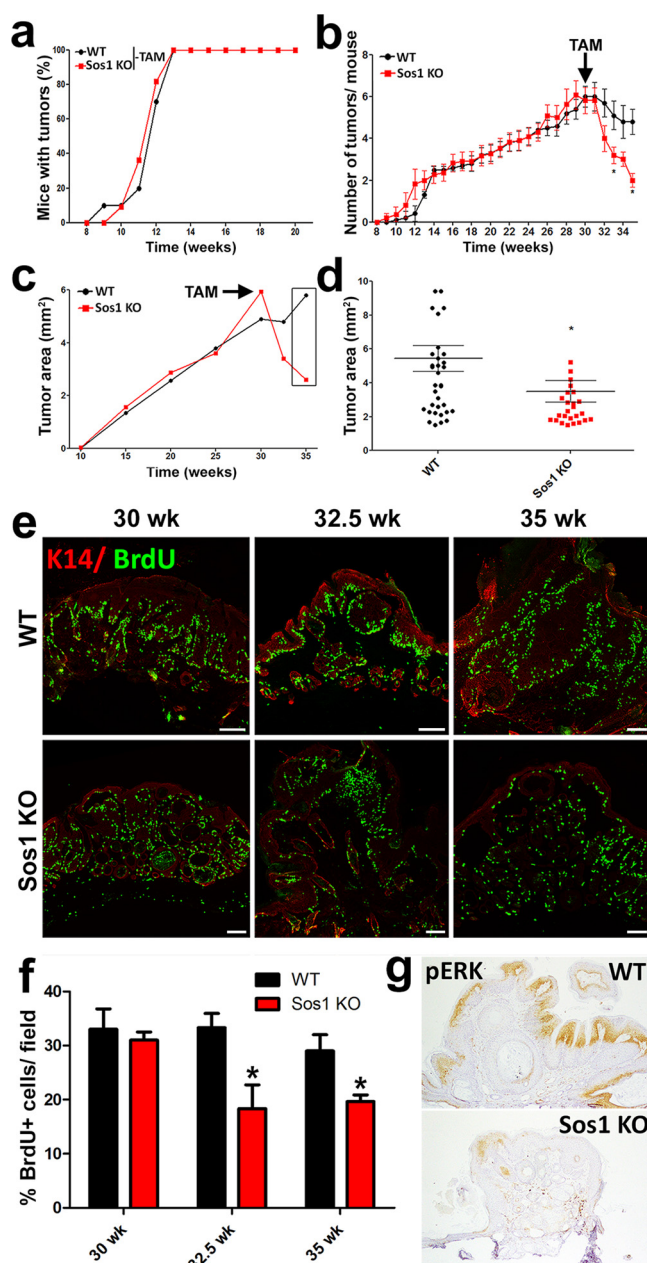 a
WT
Sos1 KO
-TAM
Mice with tumors (%)
100
80
60
40
20
0
8 10 12 14 16 18 20
Time (weeks)
b
WT
Sos1 KO
TAM
Number of tumors/ mouse
8
6
4
2
0
8 10 12 14 16 18 20 22 24 26 28 30 32 34
Time (weeks)
*
*
c
WT
Sos1 KO
TAM
Tumor area (mm²)
6
4
2
0
10 15 20 25 30 35
Time (weeks)
d
Tumor area (mm²)
10
8
6
4
2
0
*
WT
Sos1 KO
e
30 wk 32.5 wk 35 wk
K14/ BrdU
WT
Sos1 KO
f
WT
Sos1 KO
% BrdU+ cells/ field
40
30
20
10
0
*
*
30 wk
32.5 wk
35 wk
g
pERK WT
Sos1 KO